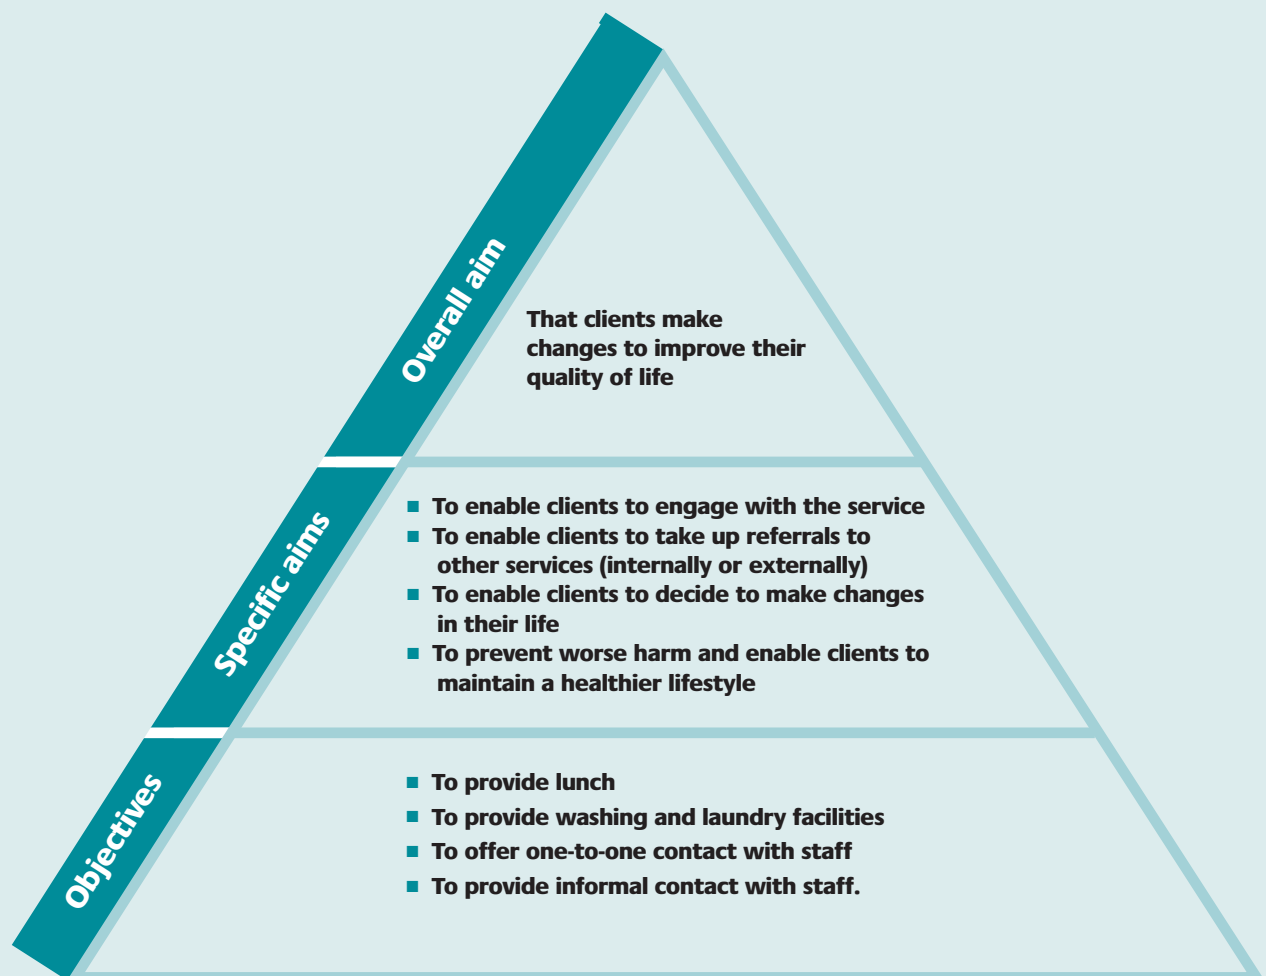 Overall aim
That clients make
changes to improve their
quality of life
Specific aims
■ To enable clients to engage with the service
■ To enable clients to take up referrals to
other services (internally or externally)
■ To enable clients to decide to make changes
in their life
■ To prevent worse harm and enable clients to
maintain a healthier lifestyle
Objectives
■ To provide lunch
■ To provide washing and laundry facilities
■ To offer one-to-one contact with staff
■ To provide informal contact with staff.